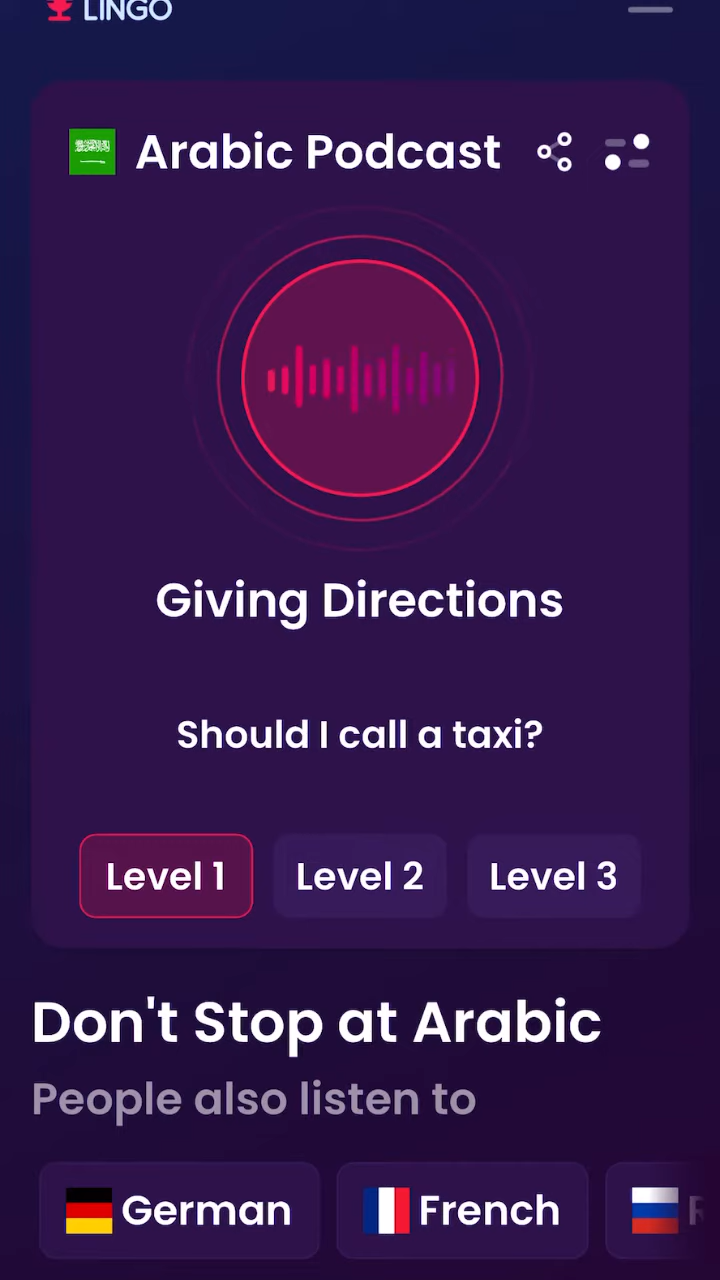 LINGO
Arabic Podcast
Giving Directions
Should I call a taxi?
Level 1
Level 2
Level 3
Don't Stop at Arabic
People also listen to
German
French